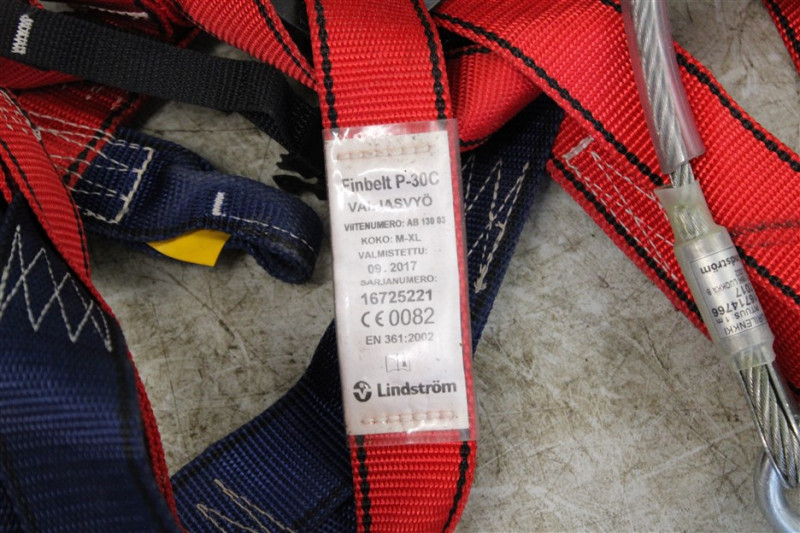 Finbelt P-30C
VALJASVYÖ
VIITENUMERO: AB 130 03
KOKO: M-XL
VALMISTETTU:
09.2017
SARJANUMERO:
16725221
CE 0082
EN 361:2002
Lindström
Lindström